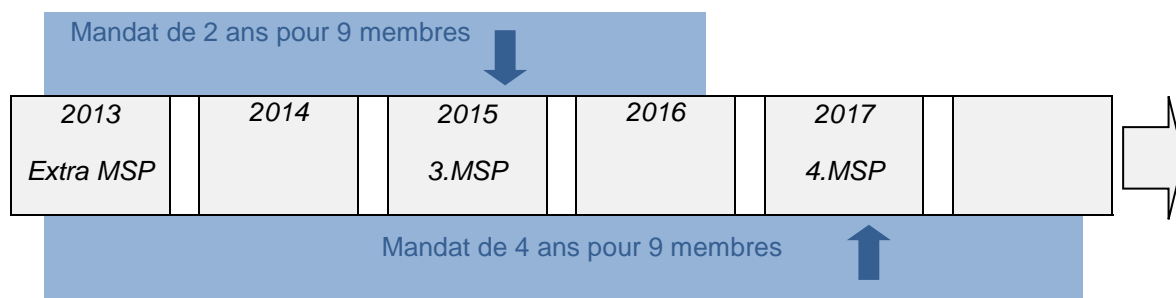 Mandat de 2 ans pour 9 membres
2013 2014 2015 2016 2017
Extra MSP 3.MSP 4.MSP
Mandat de 4 ans pour 9 membres